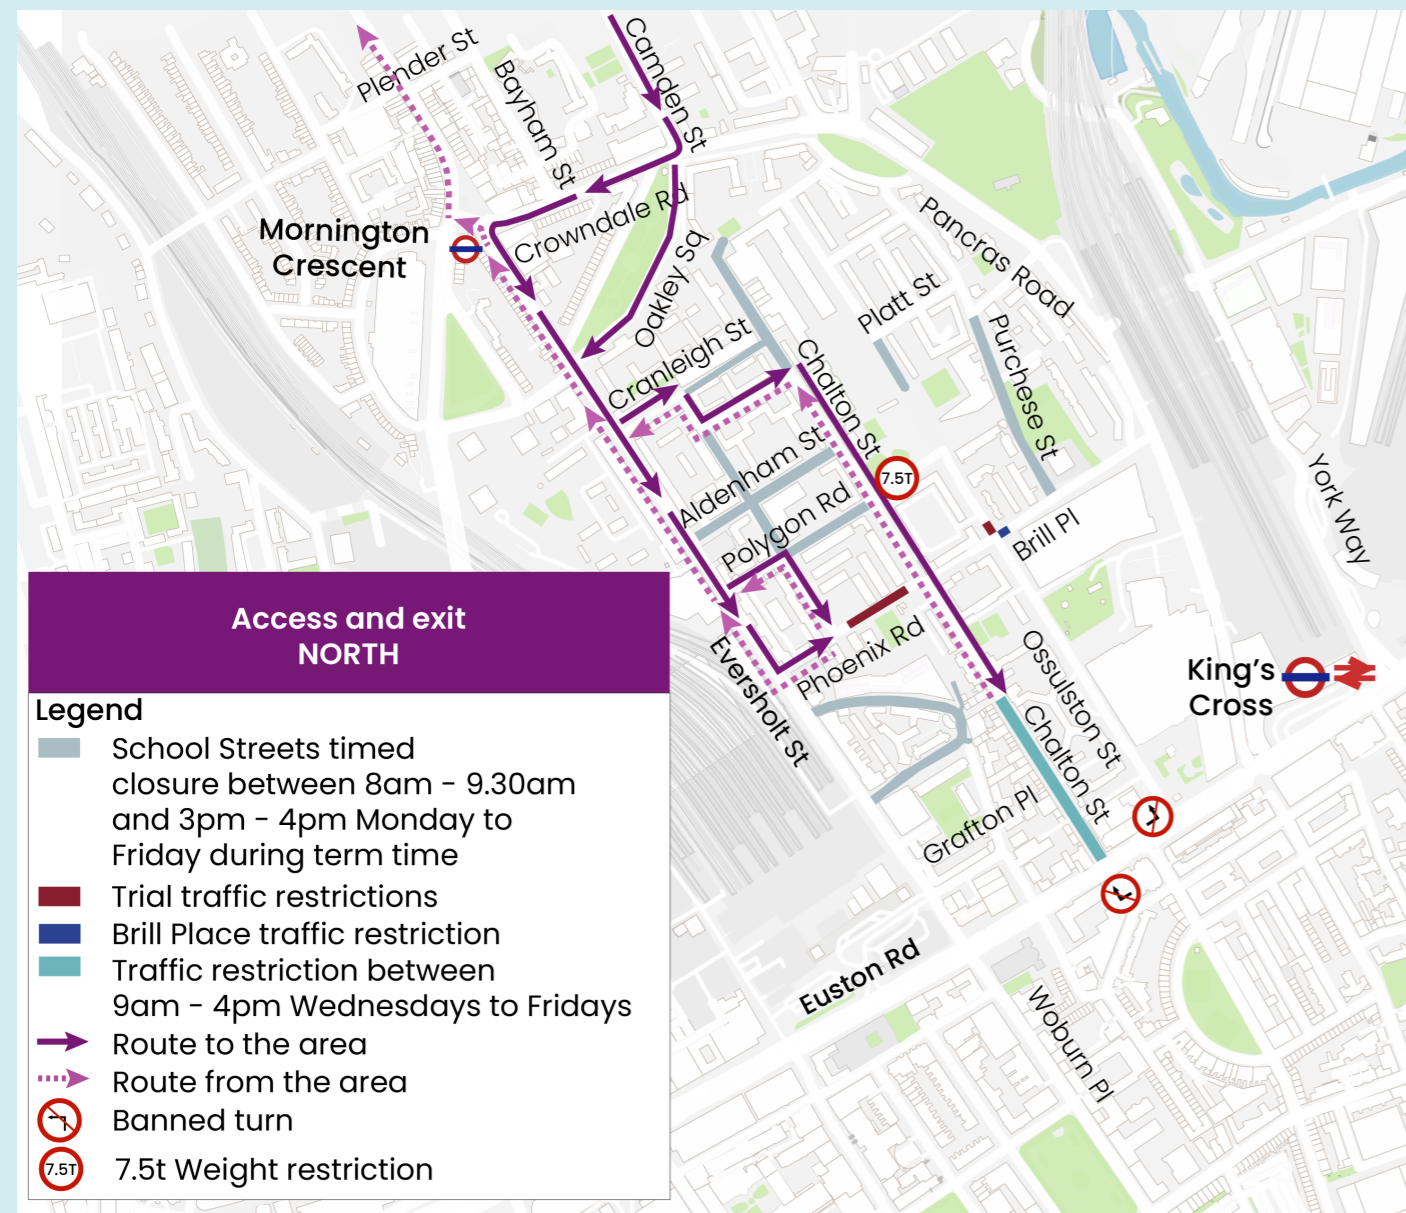 Camden St
Plender St
Bayham St
Crowndale Rd
Mornington
Crescent
Oakley Sq
Pancras Road
Platt St
Purchese St
Cranleigh St
Chalton St
7.5T
Aldenham St
Polygon Rd
Brill Pl
York Way
Phoenix Rd
Eversholt St
Ossulston St
King's
Cross
Chalton St
Grafton Pl
Euston Rd
Woburn Pl
Access and exit
NORTH
Legend
School Streets timed
closure between 8am - 9.30am
and 3pm - 4pm Monday to
Friday during term time
Trial traffic restrictions
Brill Place traffic restriction
Traffic restriction between
9am - 4pm Wednesdays to Fridays
Route to the area
Route from the area
Banned turn
7.5T
7.5t Weight restriction